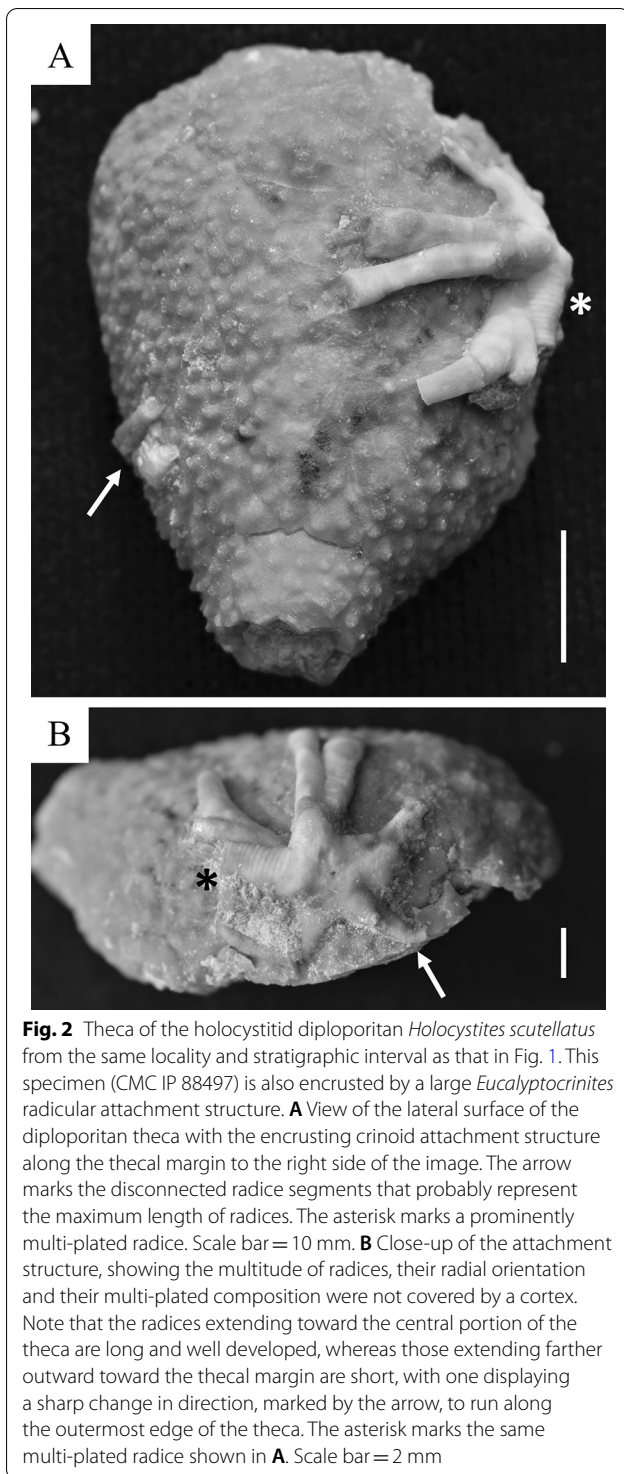 A
*
B
*
Fig. 2 Theca of the holocystitid diploporitan Holocystites scutellatus
from the same locality and stratigraphic interval as that in Fig. 1. This
specimen (CMC IP 88497) is also encrusted by a large Eucalyptocrinites
radicular attachment structure. A View of the lateral surface of the
diploporitan theca with the encrusting crinoid attachment structure
along the thecal margin to the right side of the image. The arrow
marks the disconnected radice segments that probably represent
the maximum length of radices. The asterisk marks a prominently
multi-plated radice. Scale bar = 10 mm. B Close-up of the attachment
structure, showing the multitude of radices, their radial orientation
and their multi-plated composition were not covered by a cortex.
Note that the radices extending toward the central portion of the
theca are long and well developed, whereas those extending farther
outward toward the thecal margin are short, with one displaying
a sharp change in direction, marked by the arrow, to run along
the outermost edge of the theca. The asterisk marks the same
multi-plated radice shown in A. Scale bar = 2 mm